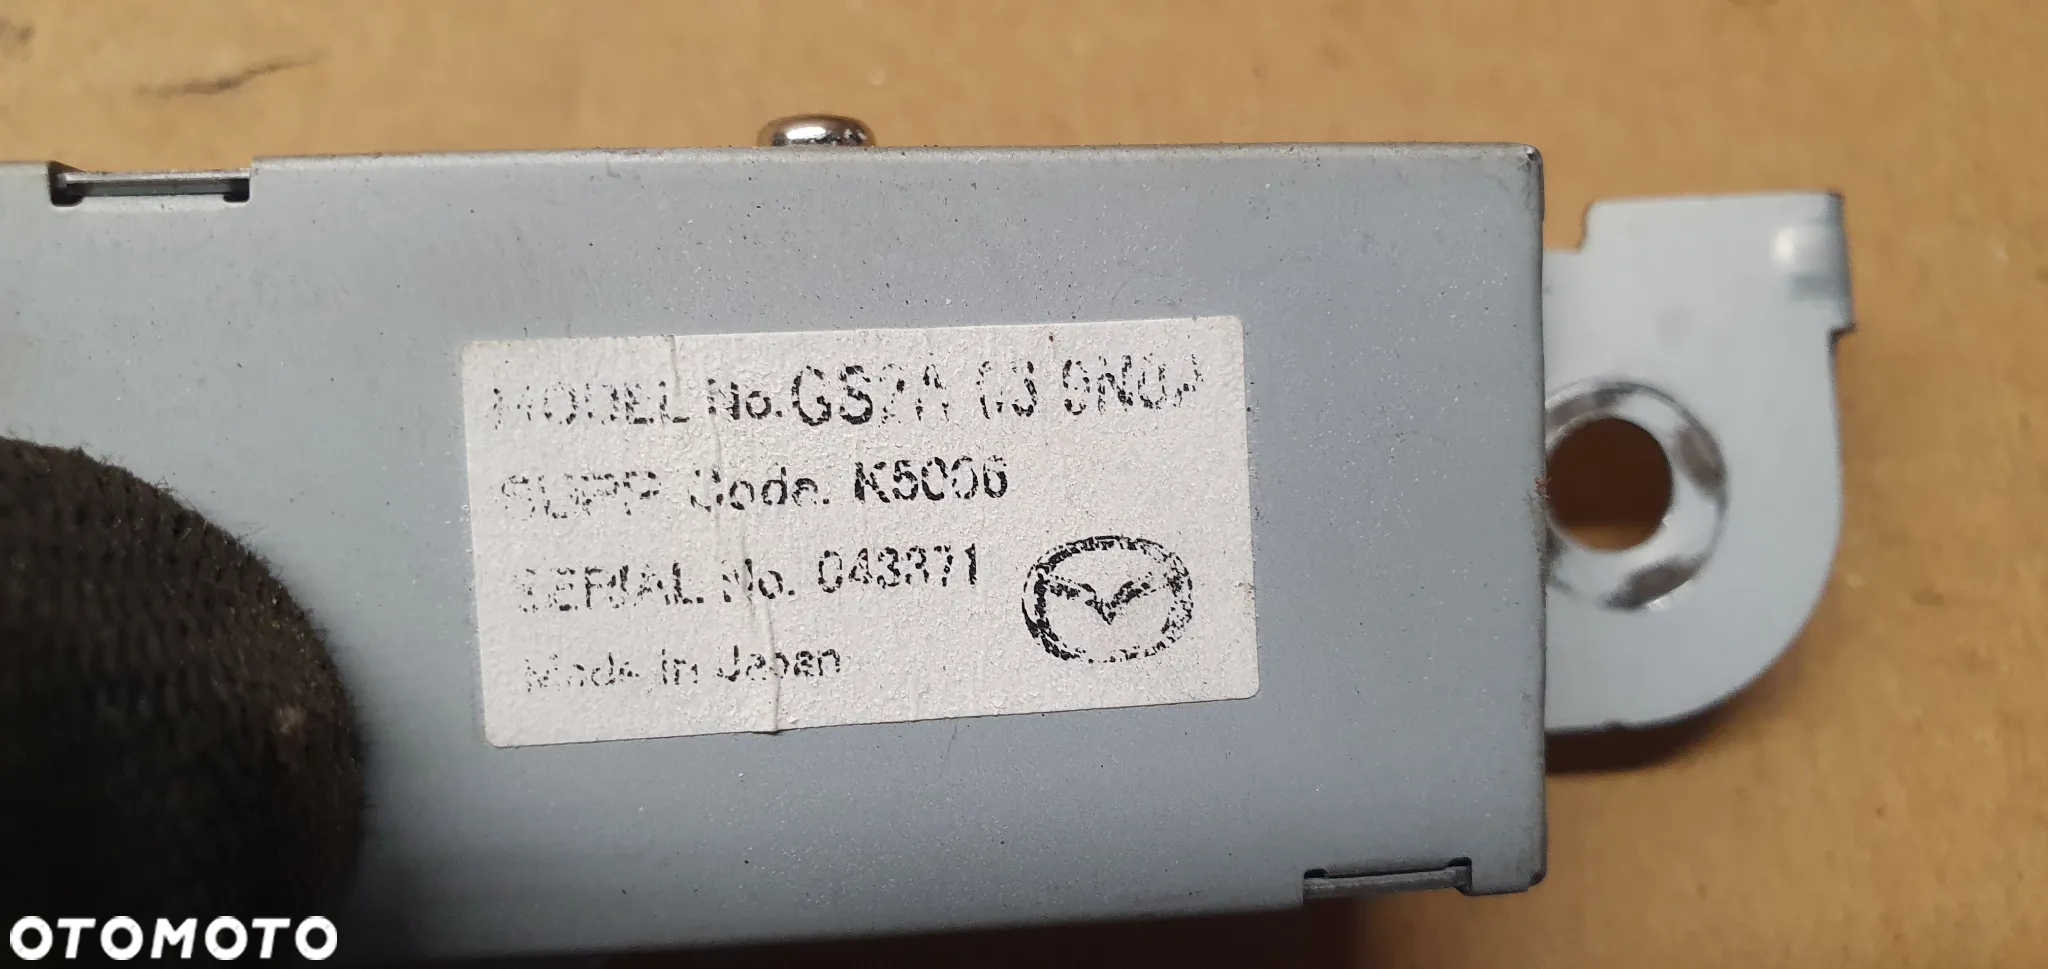 MODEL No. GS2A
SUPP Code. K5006
SERIAL No. 043371
Made in Japan
OTOMOTO